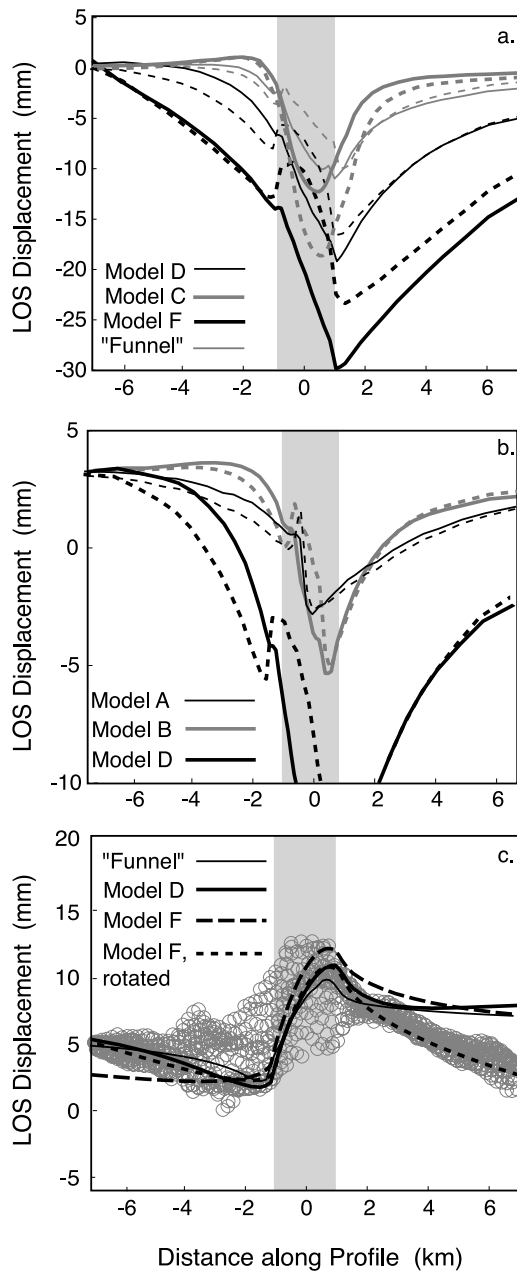 a.
5
0
-5
-10
-15
-20
-25
-30
LOS Displacement (mm)
Model D
Model C
Model F
"Funnel"
-6 -4 -2 0 2 4 6
b.
5
0
-5
-10
LOS Displacement (mm)
Model A
Model B
Model D
-6 -4 -2 0 2 4 6
c.
20
15
10
5
0
-5
LOS Displacement (mm)
"Funnel"
Model D
Model F
Model F,
rotated
-6 -4 -2 0 2 4 6
Distance along Profile (km)